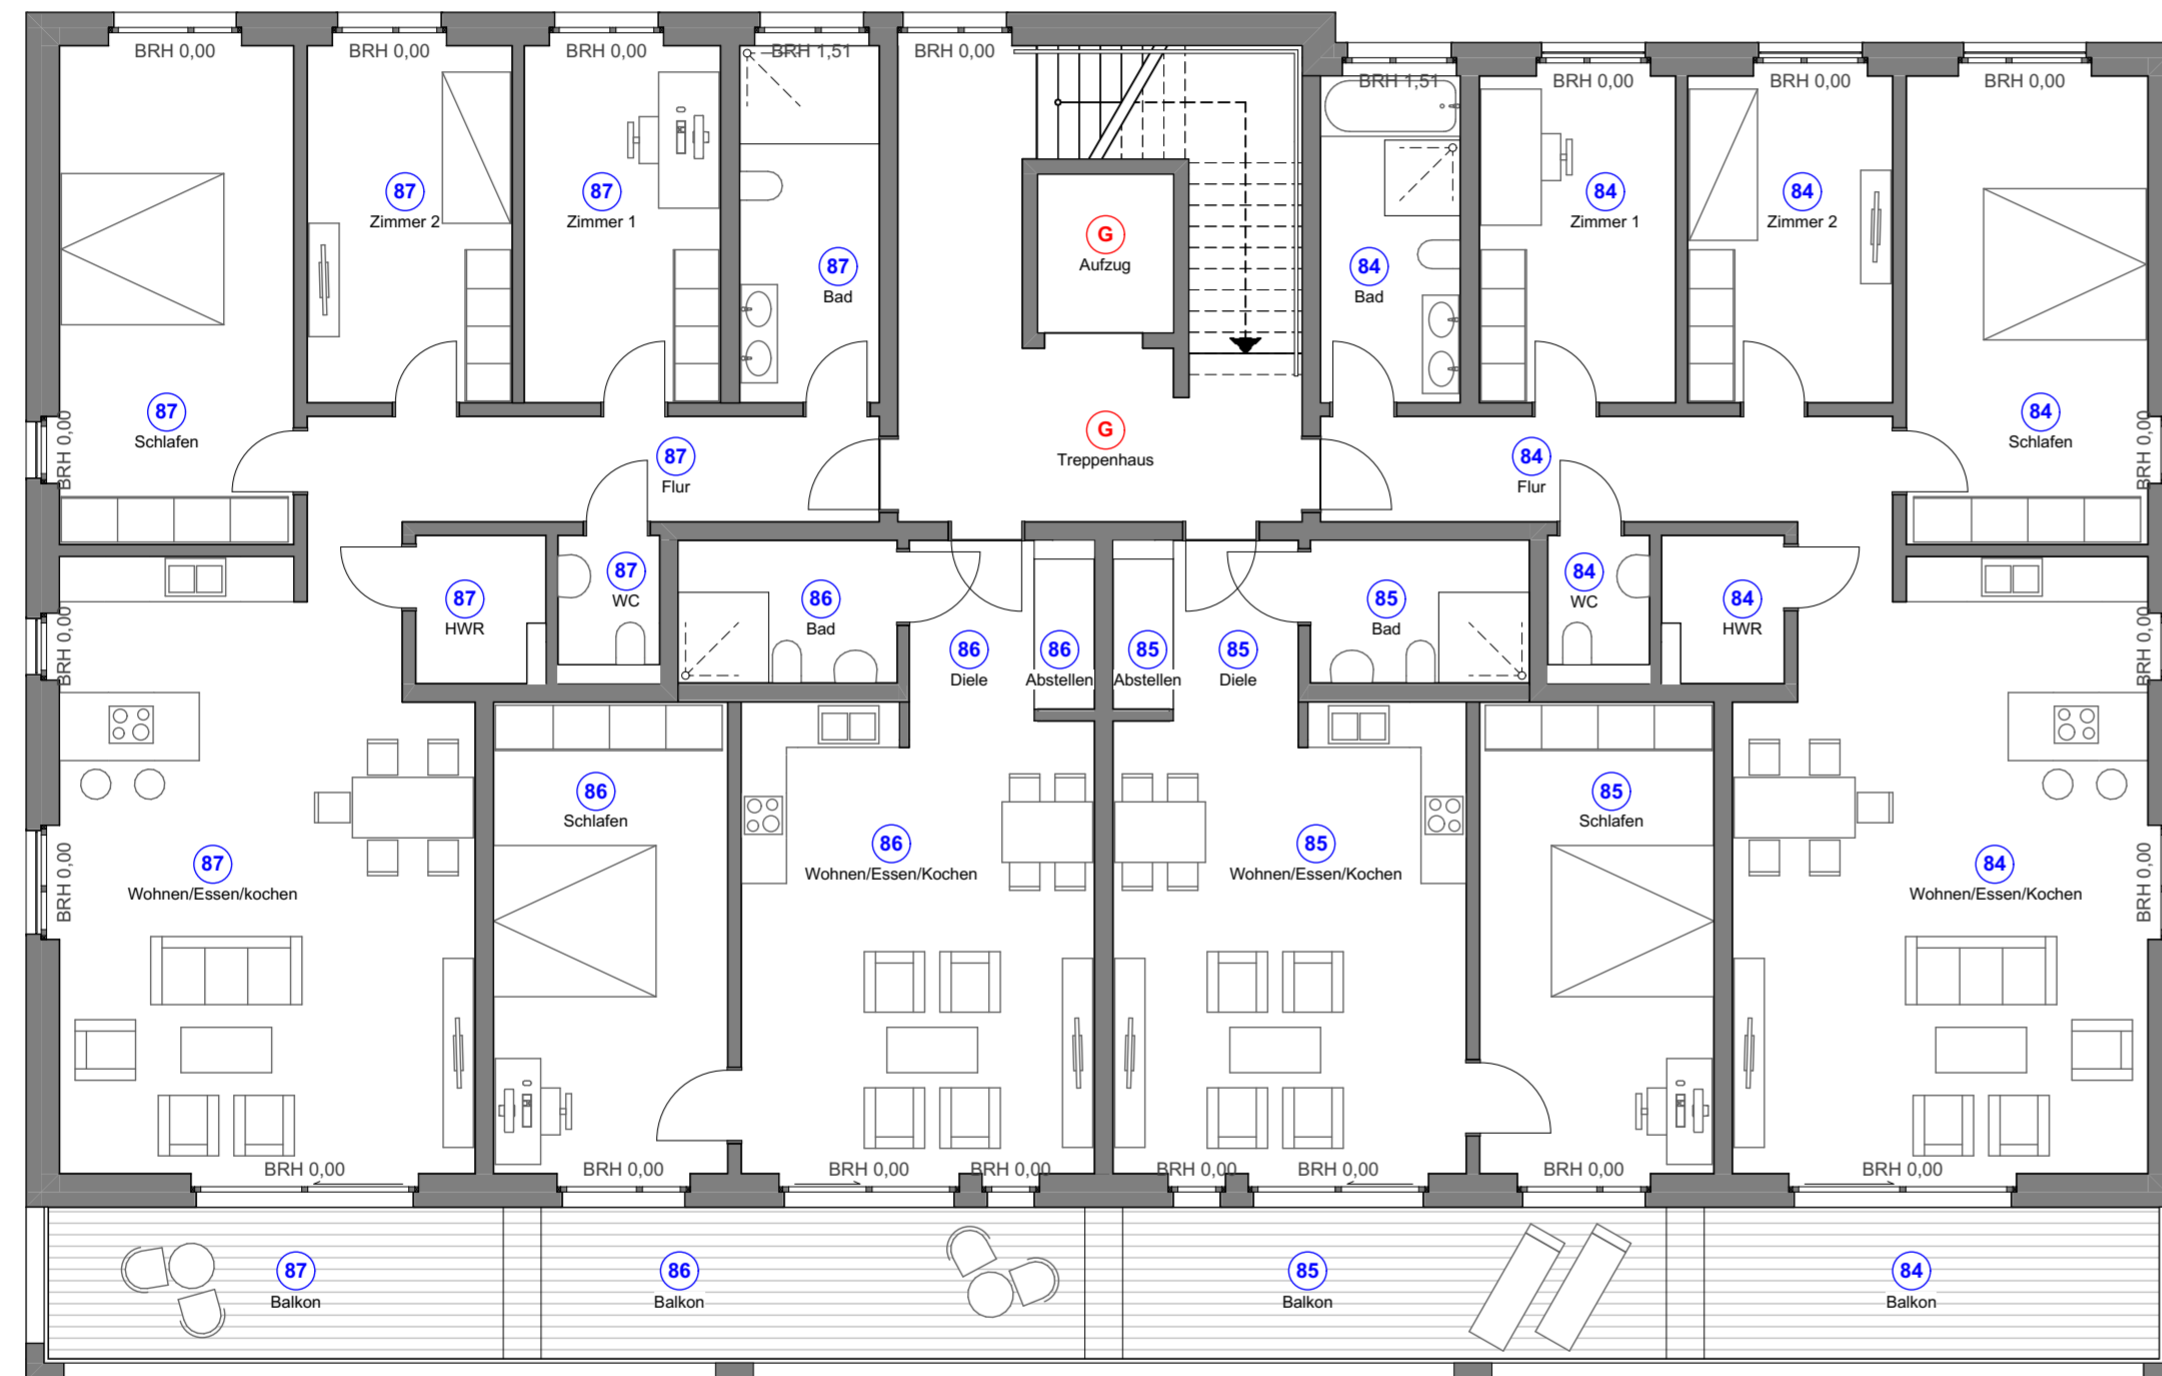 BRH 0,00
BRH 0,00
BRH 0,00
BRH 1,51
BRH 0,00
BRH 1,51
BRH 0,00
BRH 0,00
BRH 0,00
87
Zimmer 2
87
Zimmer 1
84
Zimmer 1
84
Zimmer 2
G
Aufzug
87
Bad
84
Bad
87
Schlafen
84
Schlafen
BRH 0,00
BRH 0,00
G
Treppenhaus
87
Flur
84
Flur
87
HWR
87
WC
86
Bad
85
Bad
84
WC
84
HWR
BRH 0,00
BRH 0,00
86
Diele
86
Abstellen
85
Abstellen
85
Diele
86
Schlafen
85
Schlafen
87
Wohnen/Essen/kochen
86
Wohnen/Essen/Kochen
85
Wohnen/Essen/Kochen
84
Wohnen/Essen/Kochen
BRH 0,00
BRH 0,00
BRH 0,00
BRH 0,00
BRH 0,00
BRH 0,00
BRH 0,00
BRH 0,00
BRH 0,00
BRH 0,00
87
Balkon
86
Balkon
85
Balkon
84
Balkon